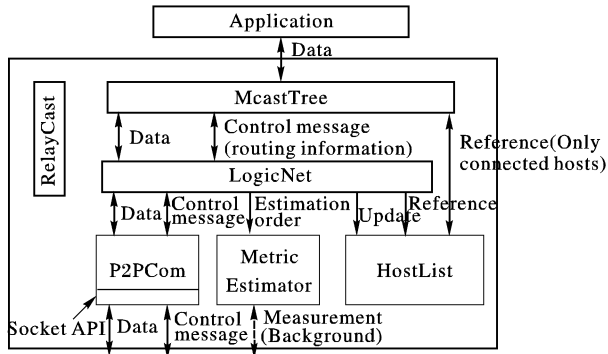 Application
Data
RelayCast
McastTree
Data
Control message
(routing information)
Reference(Only
connected hosts)
LogicNet
Data
Control
message
Estimation
order
Update
Reference
P2PCom
Metric
Estimator
HostList
Socket API
Data
Control
message
Measurement
(Background)